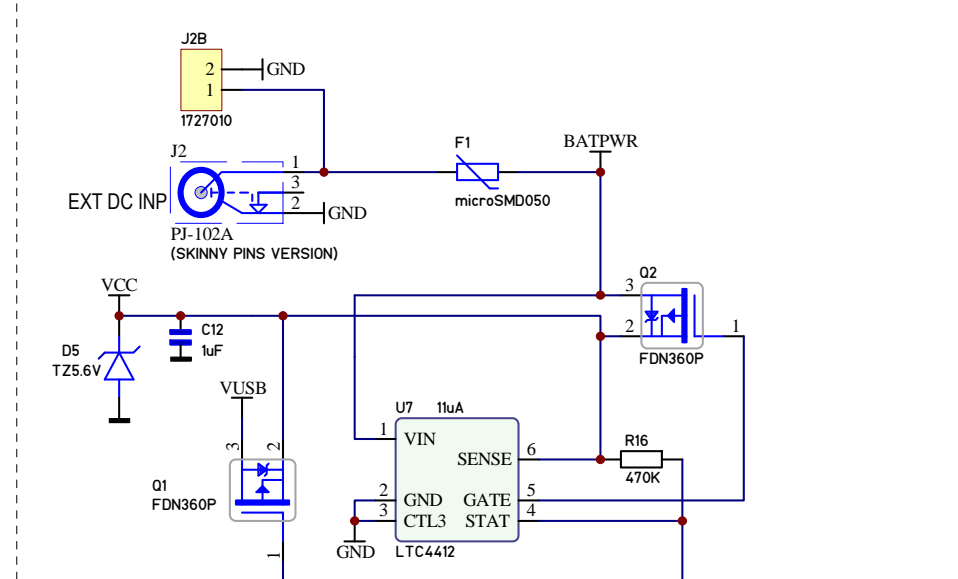 J2B
2
GND
1
1727010
J2
1
3
2
GND
EXT DC INP
PJ-102A
(SKINNY PINS VERSION)
F1
microSMD050
BATPWR
Q2
3
2
1
FDN360P
VCC
C12
1uF
D5
TZ5.6V
VUSB
3
2
Q1
FDN360P
1
U7 11uA
1 VIN
SENSE 6
2 GND
GATE 5
3 CTL3
STAT 4
GND
LTC4412
R16
470K